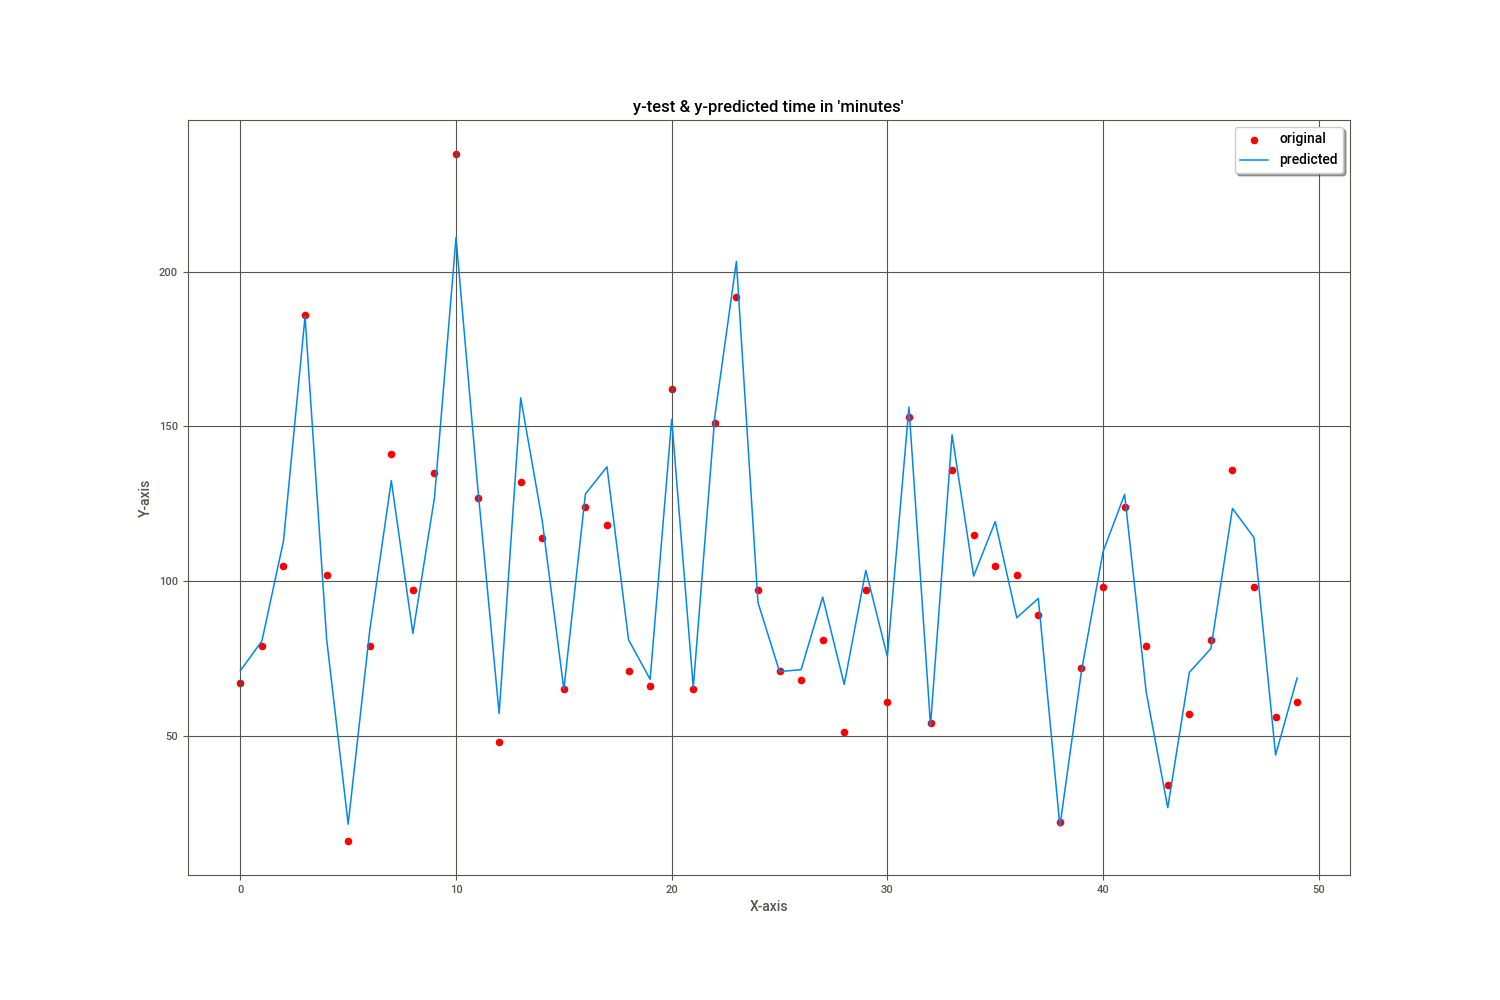 y-test & y-predicted time in 'minutes'
original
predicted
200
150
100
50
Y-axis
0 10 20 30 40 50
X-axis